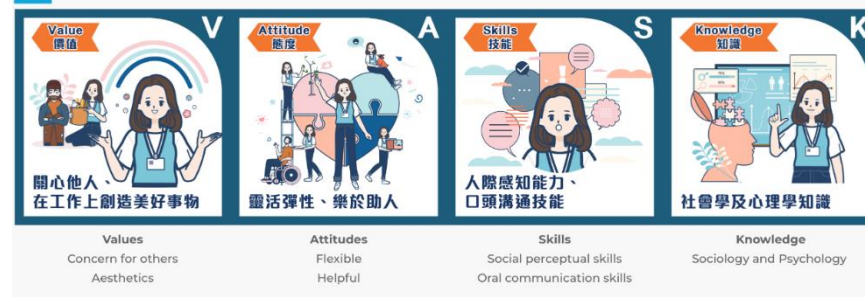 Value
價值
V
關心他人、
在工作上創造美好事物
Attitude
態度
A
靈活彈性、樂於助人
Skills
技能
S
人際感知能力、
口頭溝通技能
Knowledge
知識
K
社會學及心理學知識
Values
Concern for others
Aesthetics
Attitudes
Flexible
Helpful
Skills
Social perceptual skills
Oral communication skills
Knowledge
Sociology and Psychology